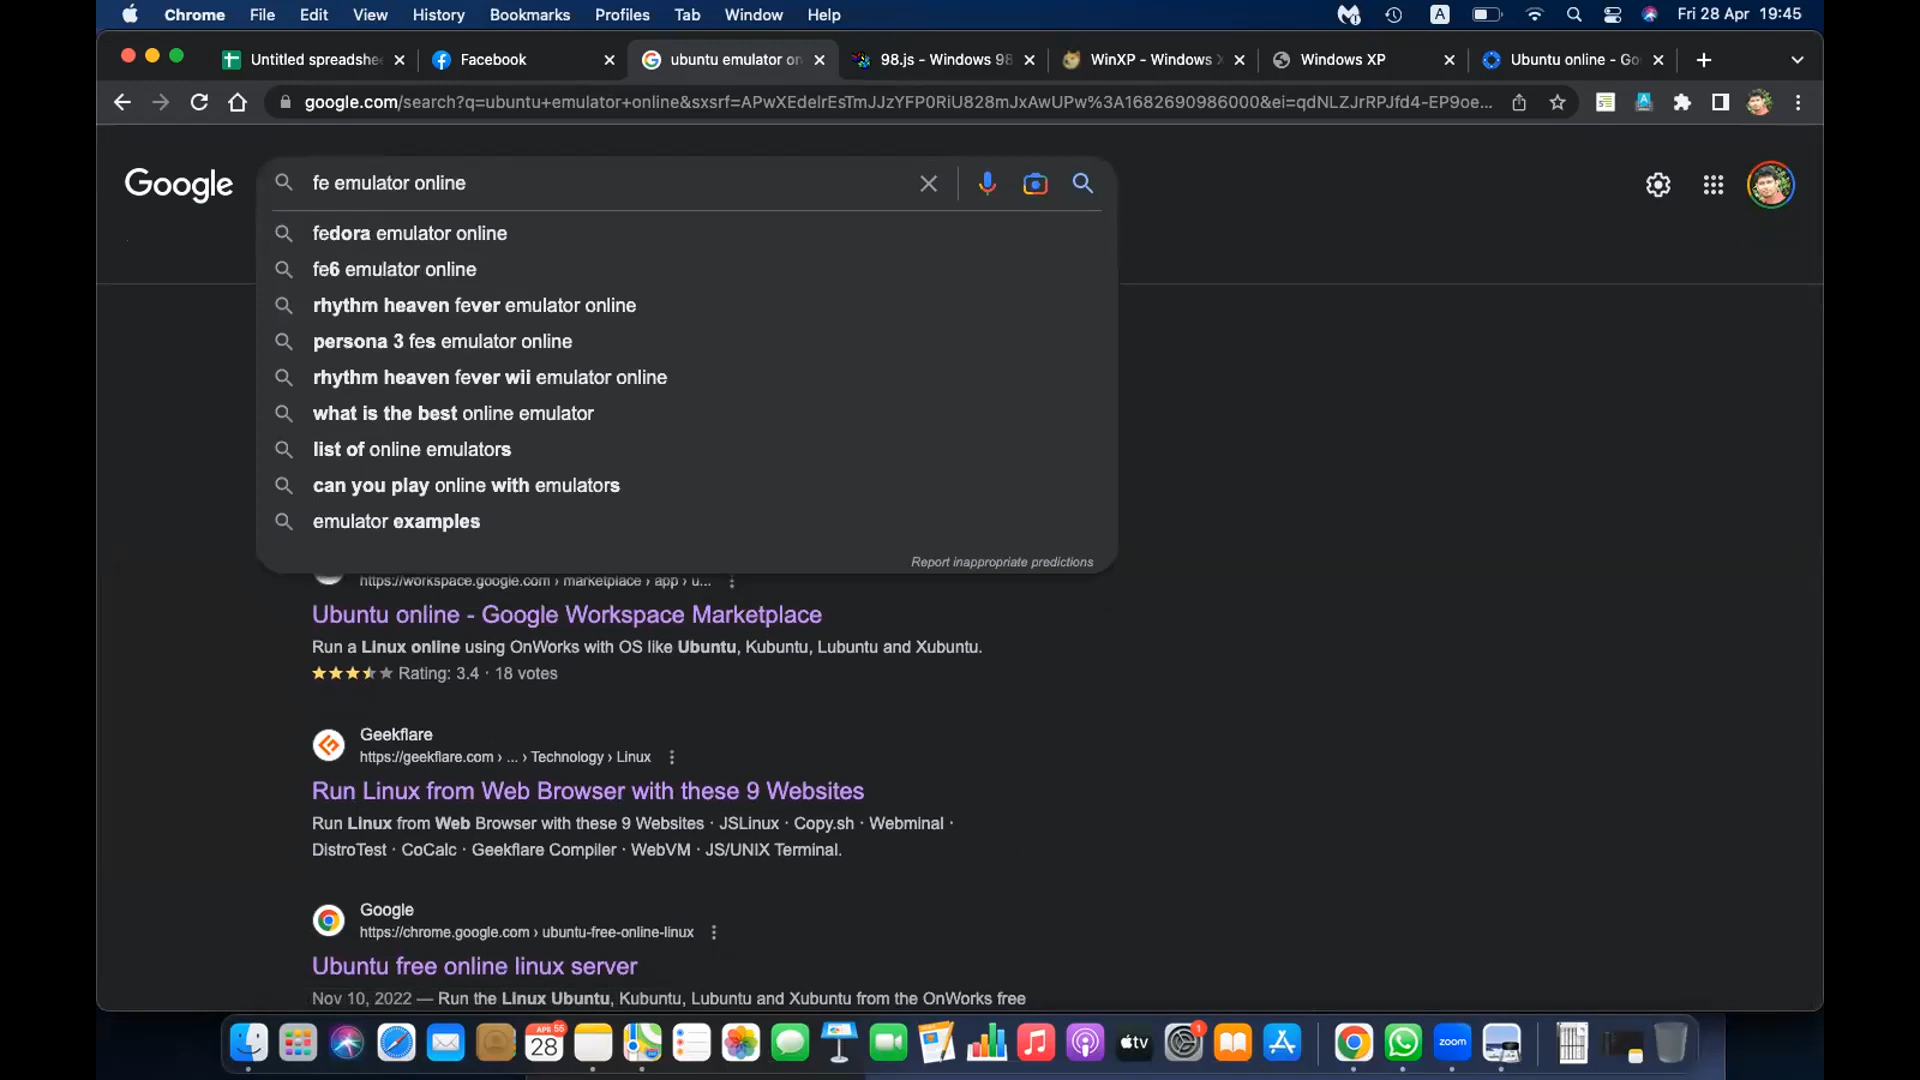 Chrome File Edit View History Bookmarks Profiles Tab Window Help A Fri 28 Apr 19:45
Untitled spreadshe Facebook ubuntu emulator on 98.js - Windows 98 WinXP - Windows X Windows XP Ubuntu online - Go
google.com/search?q=ubuntu+emulator+online&sxsrf=APwXEdelrEsTmJJzYFP0RiU828mJxAwUPw%3A1682690986000&ei=qdNLZJrRPJfd4-EP9oe...
Google
fe emulator online
fedora emulator online
fe6 emulator online
rhythm heaven fever emulator online
persona 3 fes emulator online
rhythm heaven fever wii emulator online
what is the best online emulator
list of online emulators
can you play online with emulators
emulator examples
Report inappropriate predictions
https://workspace.google.com › marketplace › app › u...
Ubuntu online - Google Workspace Marketplace
Run a Linux online using OnWorks with OS like Ubuntu, Kubuntu, Lubuntu and Xubuntu.
Rating: 3.4 · 18 votes
Geekflare
https://geekflare.com › ... › Technology › Linux
Run Linux from Web Browser with these 9 Websites
Run Linux from Web Browser with these 9 Websites · JSLinux · Copy.sh · Webminal ·
DistroTest · CoCalc · Geekflare Compiler · WebVM · JS/UNIX Terminal.
Google
https://chrome.google.com › ubuntu-free-online-linux
Ubuntu free online linux server
Nov 10, 2022 — Run the Linux Ubuntu, Kubuntu, Lubuntu and Xubuntu from the OnWorks free
APR 55
28
tv
1
zoom